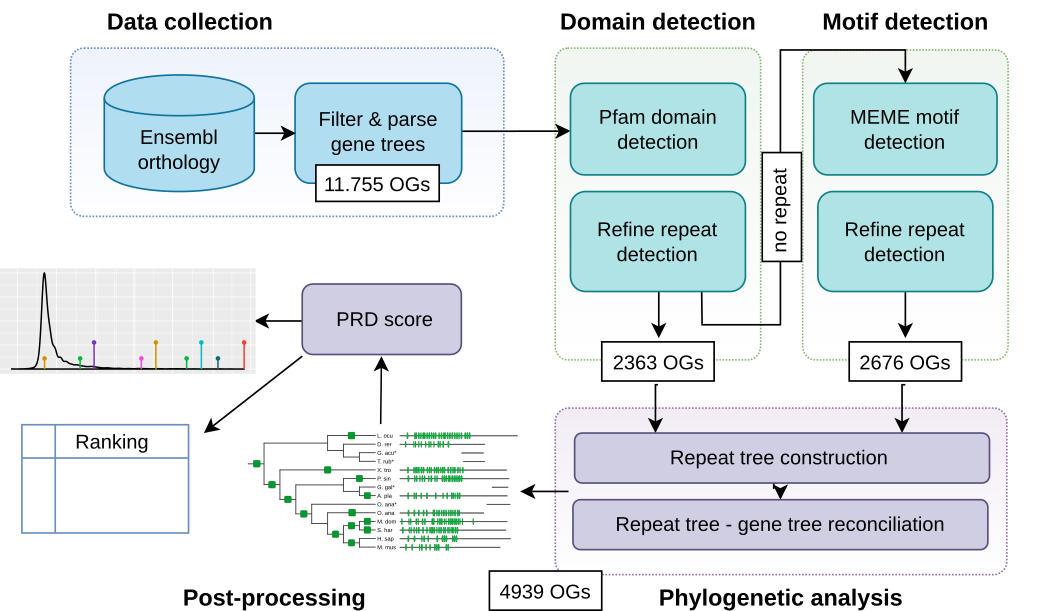 Data collection
Domain detection
Motif detection
Ensembl
orthology
Filter & parse
gene trees
11.755 OGs
Pfam domain
detection
Refine repeat
detection
no repeat
MEME motif
detection
Refine repeat
detection
2363 OGs
2676 OGs
PRD score
Ranking
L. ocu
D. rer
G. acu*
T. rub*
X. tro
P. sin
G. gal*
A. pla
O. ana*
O. ana
M. dom
S. har
H. sap
M. mus
Repeat tree construction
Repeat tree - gene tree reconciliation
4939 OGs
Post-processing
Phylogenetic analysis